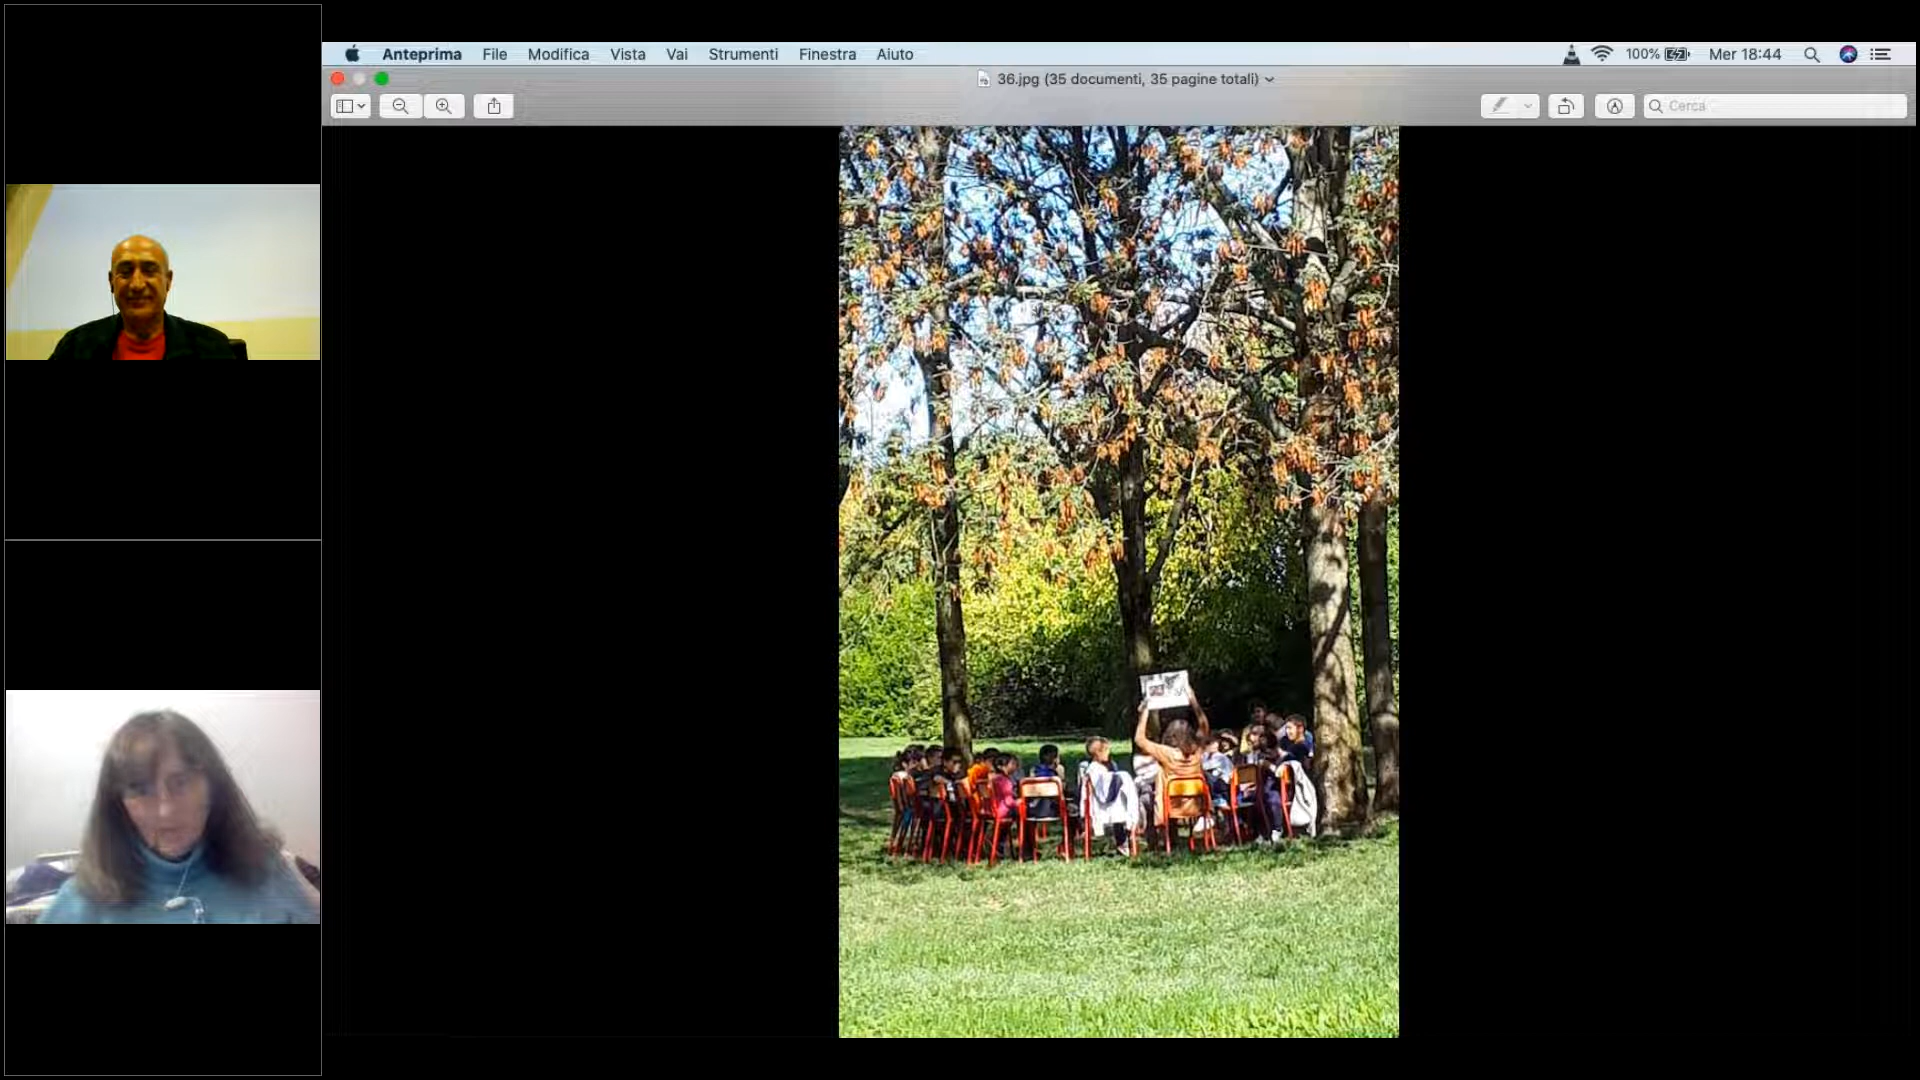 Anteprima File Modifica Vista Vai Strumenti Finestra Aiuto 100% Mer 18:44
36.jpg (35 documenti, 35 pagine totali)
Cerca